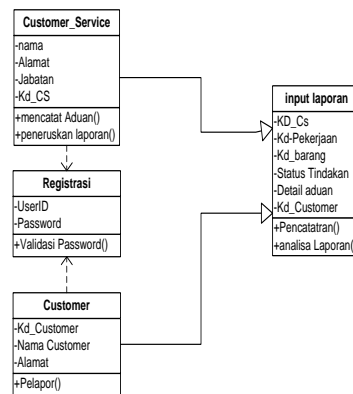 Customer_Service
-nama
-Alamat
-Jabatan
-Kd_CS
+mencatat Aduan()
+peneruskan laporan()
Registrasi
-UserID
-Password
+Validasi Password()
Customer
-Kd_Customer
-Nama Customer
-Alamat
+Pelapor()
input laporan
-KD_Cs
-Kd-Pekerjaan
-Kd_barang
-Status Tindakan
-Detail aduan
-Kd_Customer
+Pencatatran()
+analisa Laporan()